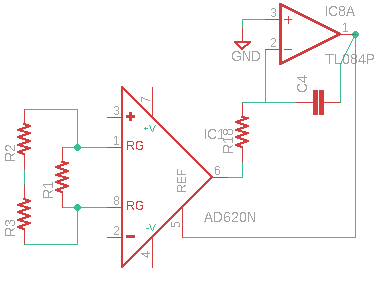 IC8A
3
+
1
2
-
GND
TL084P
C4
7
3
+
+V
IC1
R18
1
RG
R2
R1
6
REF
8
RG
R3
5
AD620N
2
-
-V
4